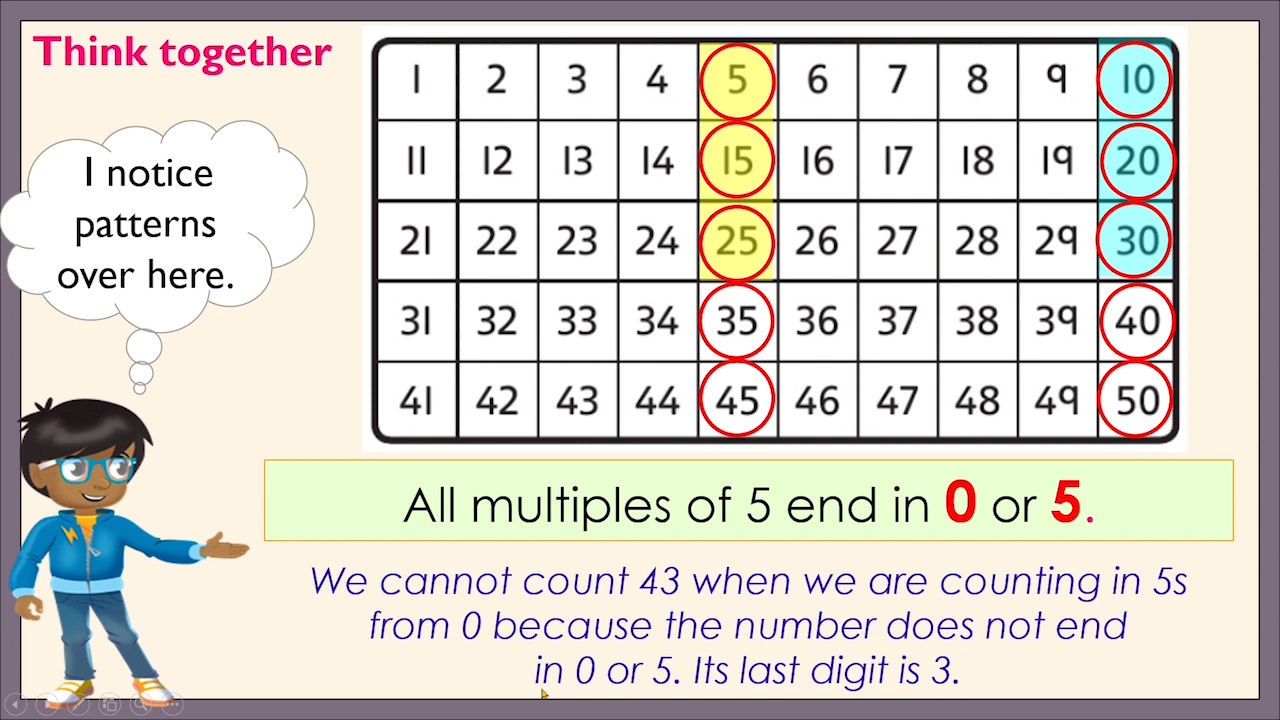 Think together
I notice
patterns
over here.
1 2 3 4 5 6 7 8 9 10
11 12 13 14 15 16 17 18 19 20
21 22 23 24 25 26 27 28 29 30
31 32 33 34 35 36 37 38 39 40
41 42 43 44 45 46 47 48 49 50
All multiples of 5 end in 0 or 5.
We cannot count 43 when we are counting in 5s
from 0 because the number does not end
in 0 or 5. Its last digit is 3.